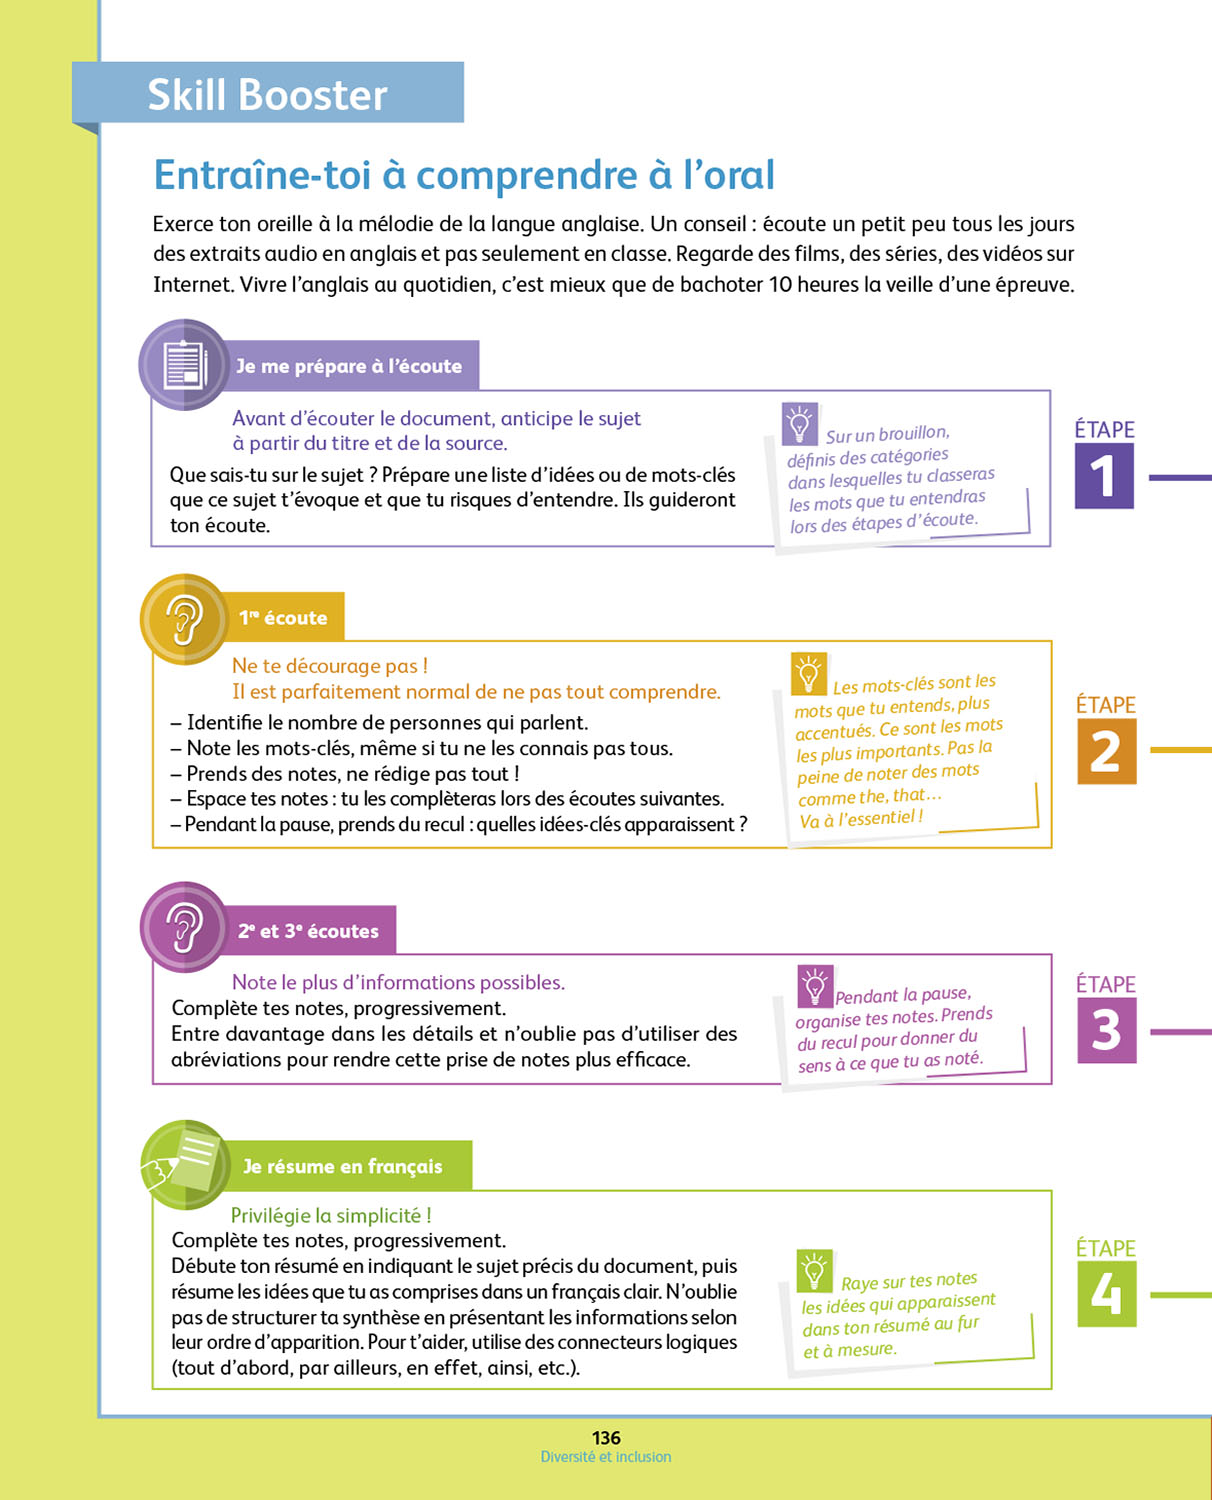 Skill Booster
Entraîne-toi à comprendre à l’oral
Exerce ton oreille à la mélodie de la langue anglaise. Un conseil : écoute un petit peu tous les jours
des extraits audio en anglais et pas seulement en classe. Regarde des films, des séries, des vidéos sur
Internet. Vivre l’anglais au quotidien, c’est mieux que de bachoter 10 heures la veille d’une épreuve.
Je me prépare à l’écoute
Avant d’écouter le document, anticipe le sujet
à partir du titre et de la source.
Que sais-tu sur le sujet ? Prépare une liste d’idées ou de mots-clés
que ce sujet t’évoque et que tu risques d’entendre. Ils guideront
ton écoute.
Sur un brouillon,
définis des catégories
dans lesquelles tu classeras
les mots que tu entendras
lors des étapes d’écoute.
ÉTAPE
1
1re écoute
Ne te décourage pas !
Il est parfaitement normal de ne pas tout comprendre.
– Identifie le nombre de personnes qui parlent.
– Note les mots-clés, même si tu ne les connais pas tous.
– Prends des notes, ne rédige pas tout !
– Espace tes notes : tu les complèteras lors des écoutes suivantes.
– Pendant la pause, prends du recul : quelles idées-clés apparaissent ?
Les mots-clés sont les
mots que tu entends, plus
accentués. Ce sont les mots
les plus importants. Pas la
peine de noter des mots
comme the, that…
Va à l’essentiel !
ÉTAPE
2
2e et 3e écoutes
Note le plus d’informations possibles.
Complète tes notes, progressivement.
Entre davantage dans les détails et n’oublie pas d’utiliser des
abréviations pour rendre cette prise de notes plus efficace.
Pendant la pause,
organise tes notes. Prends
du recul pour donner du
sens à ce que tu as noté.
ÉTAPE
3
Je résume en français
Privilégie la simplicité !
Complète tes notes, progressivement.
Débute ton résumé en indiquant le sujet précis du document, puis
résume les idées que tu as comprises dans un français clair. N’oublie
pas de structurer ta synthèse en présentant les informations selon
leur ordre d’apparition. Pour t’aider, utilise des connecteurs logiques
(tout d’abord, par ailleurs, en effet, ainsi, etc.).
Raye sur tes notes
les idées qui apparaissent
dans ton résumé au fur
et à mesure.
ÉTAPE
4
136
Diversité et inclusion